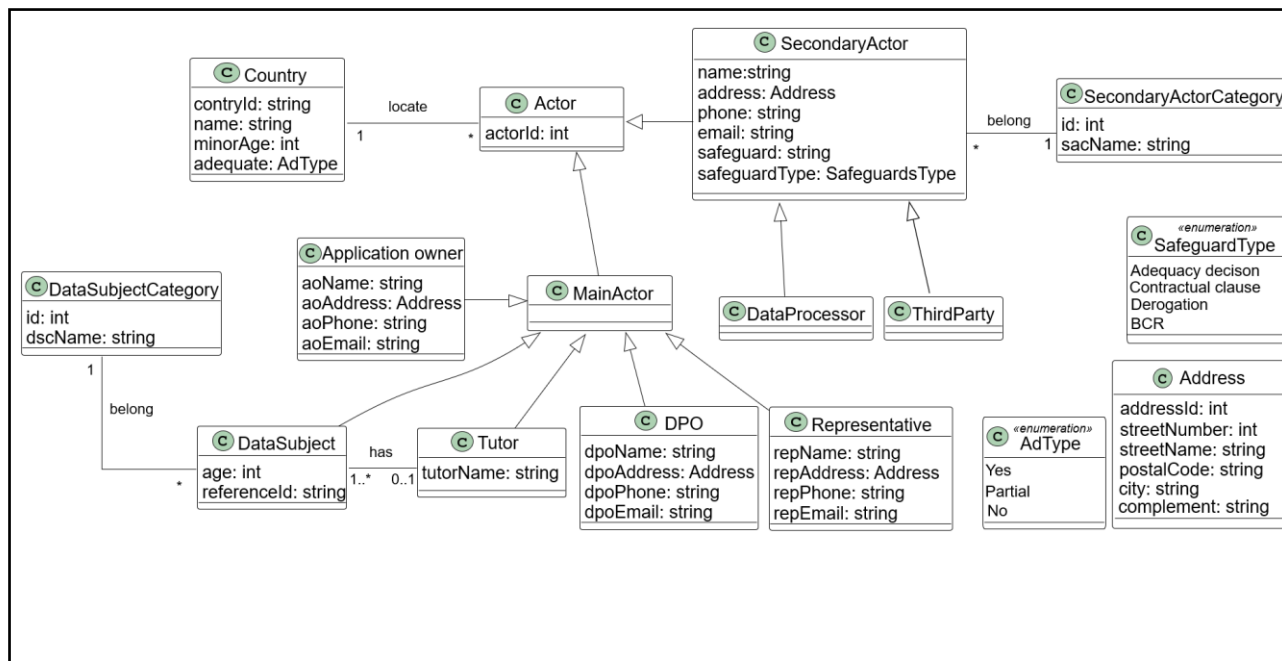 C Country
contryId: string
name: string
minorAge: int
adequate: AdType
locate
1
*
C Actor
actorId: int
C SecondaryActor
name:string
address: Address
phone: string
email: string
safeguard: string
safeguardType: SafeguardsType
belong
*
1
C SecondaryActorCategory
id: int
sacName: string
C Application owner
aoName: string
aoAddress: Address
aoPhone: string
aoEmail: string
C MainActor
C DataProcessor
C ThirdParty
«enumeration»
C SafeguardType
Adequacy decison
Contractual clause
Derogation
BCR
C DataSubjectCategory
id: int
dscName: string
1
belong
*
C DataSubject
age: int
referenceId: string
has
1..*
0..1
C Tutor
tutorName: string
C DPO
dpoName: string
dpoAddress: Address
dpoPhone: string
dpoEmail: string
C Representative
repName: string
repAddress: Address
repPhone: string
repEmail: string
«enumeration»
C AdType
Yes
Partial
No
C Address
addressId: int
streetNumber: int
streetName: string
postalCode: string
city: string
complement: string